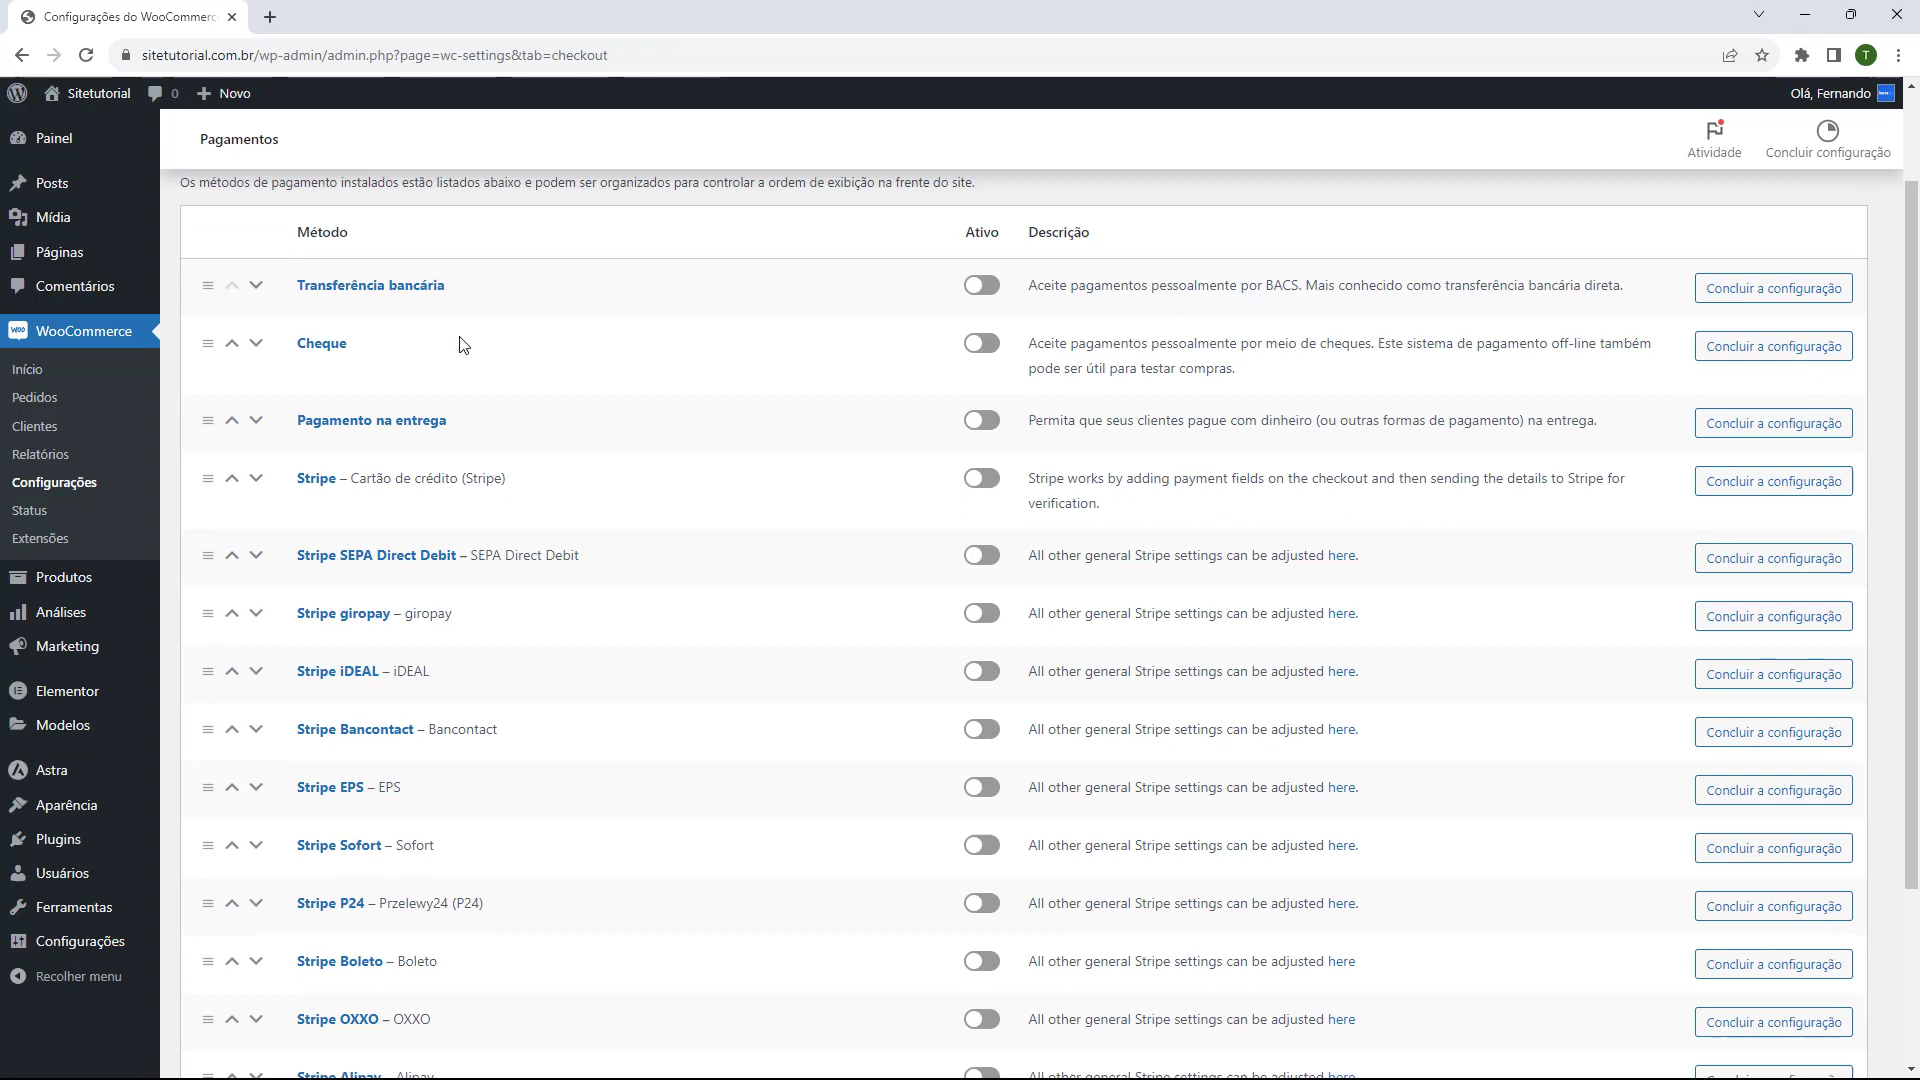 Configurações do WooCommerc
sitetutorial.com.br/wp-admin/admin.php?page=wc-settings&tab=checkout
T
Sitetutorial
0
Novo
Olá, Fernando
Painel
Posts
Mídia
Páginas
Comentários
WooCommerce
Início
Pedidos
Clientes
Relatórios
Configurações
Status
Extensões
Produtos
Análises
Marketing
Elementor
Modelos
Astra
Aparência
Plugins
Usuários
Ferramentas
Configurações
Recolher menu
Pagamentos
Atividade
Concluir configuração
Os métodos de pagamento instalados estão listados abaixo e podem ser organizados para controlar a ordem de exibição na frente do site.
Método Ativo Descrição
Transferência bancária Aceite pagamentos pessoalmente por BACS. Mais conhecido como transferência bancária direta. Concluir a configuração
Cheque Aceite pagamentos pessoalmente por meio de cheques. Este sistema de pagamento off-line também Concluir a configuração
pode ser útil para testar compras.
Pagamento na entrega Permita que seus clientes pague com dinheiro (ou outras formas de pagamento) na entrega. Concluir a configuração
Stripe – Cartão de crédito (Stripe) Stripe works by adding payment fields on the checkout and then sending the details to Stripe for Concluir a configuração
verification.
Stripe SEPA Direct Debit – SEPA Direct Debit All other general Stripe settings can be adjusted here. Concluir a configuração
Stripe giropay – giropay All other general Stripe settings can be adjusted here. Concluir a configuração
Stripe iDEAL – iDEAL All other general Stripe settings can be adjusted here. Concluir a configuração
Stripe Bancontact – Bancontact All other general Stripe settings can be adjusted here. Concluir a configuração
Stripe EPS – EPS All other general Stripe settings can be adjusted here. Concluir a configuração
Stripe Sofort – Sofort All other general Stripe settings can be adjusted here. Concluir a configuração
Stripe P24 – Przelewy24 (P24) All other general Stripe settings can be adjusted here. Concluir a configuração
Stripe Boleto – Boleto All other general Stripe settings can be adjusted here Concluir a configuração
Stripe OXXO – OXXO All other general Stripe settings can be adjusted here Concluir a configuração
Stripe Alipay – Alipay All other general Stripe settings can be adjusted here Concluir a configuração